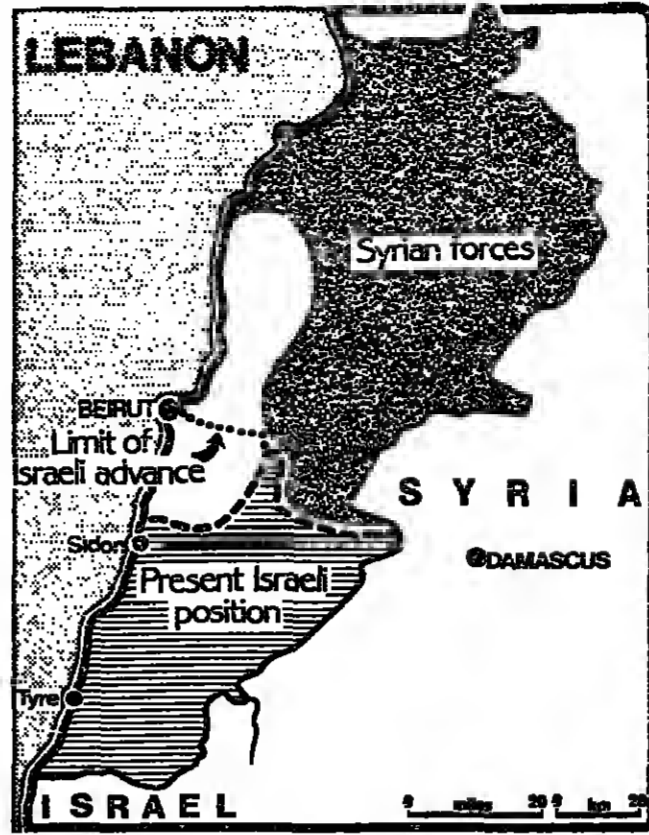 LEBANON
Syrian forces
BEIRUT
Limit of
Israeli advance
SYRIA
Sidon
DAMASCUS
Present Israeli
position
Tyre
ISRAEL
0 miles 20 0 km 20